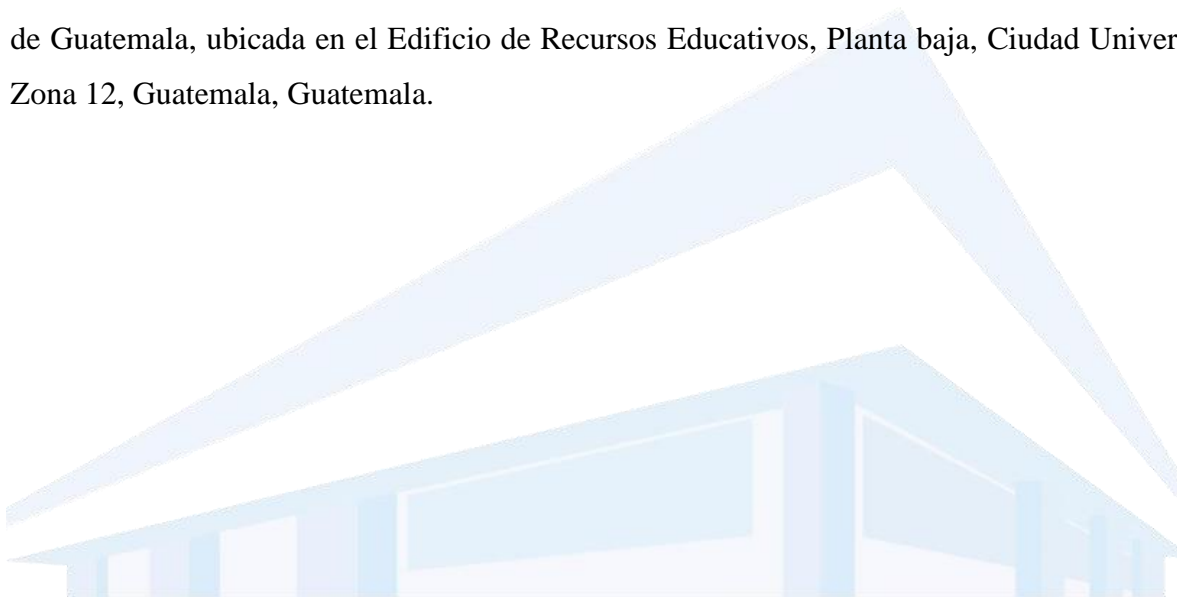 de Guatemala, ubicada en el Edificio de Recursos Educativos, Planta baja, Ciudad Univer
Zona 12, Guatemala, Guatemala.